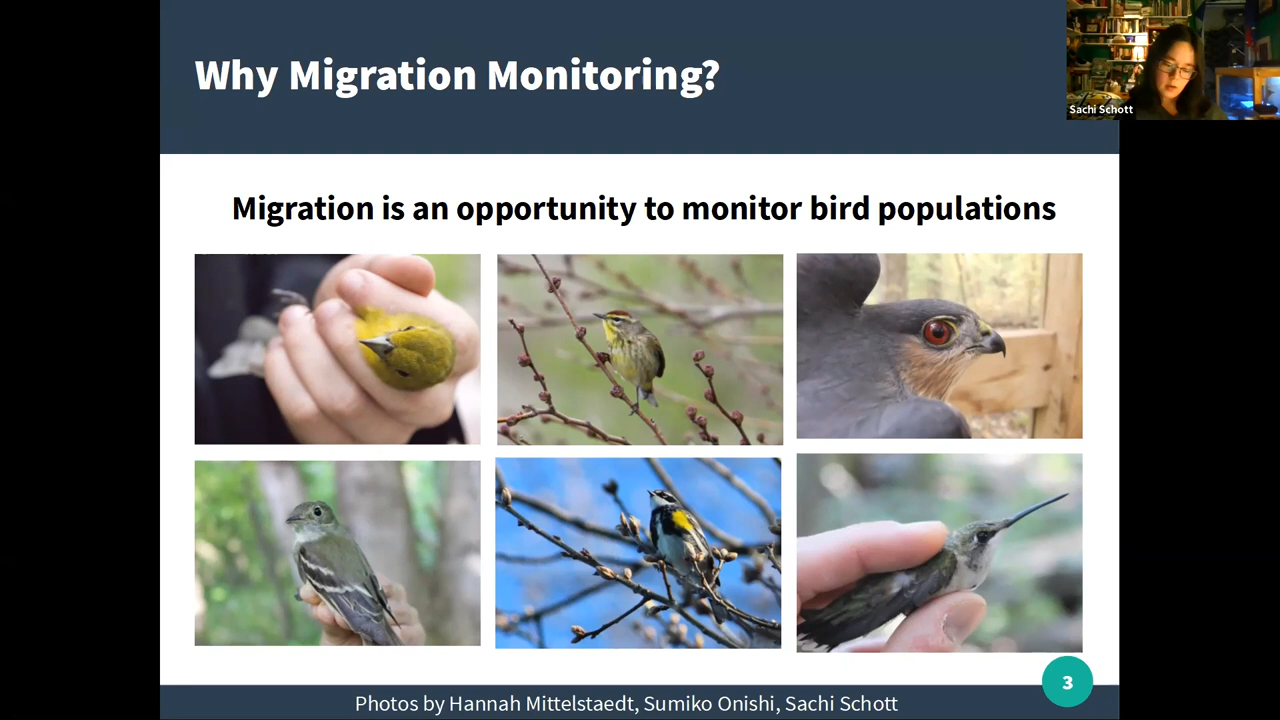 Why Migration Monitoring?
Sachi Schott
Migration is an opportunity to monitor bird populations
3
Photos by Hannah Mittelstaedt, Sumiko Onishi, Sachi Schott